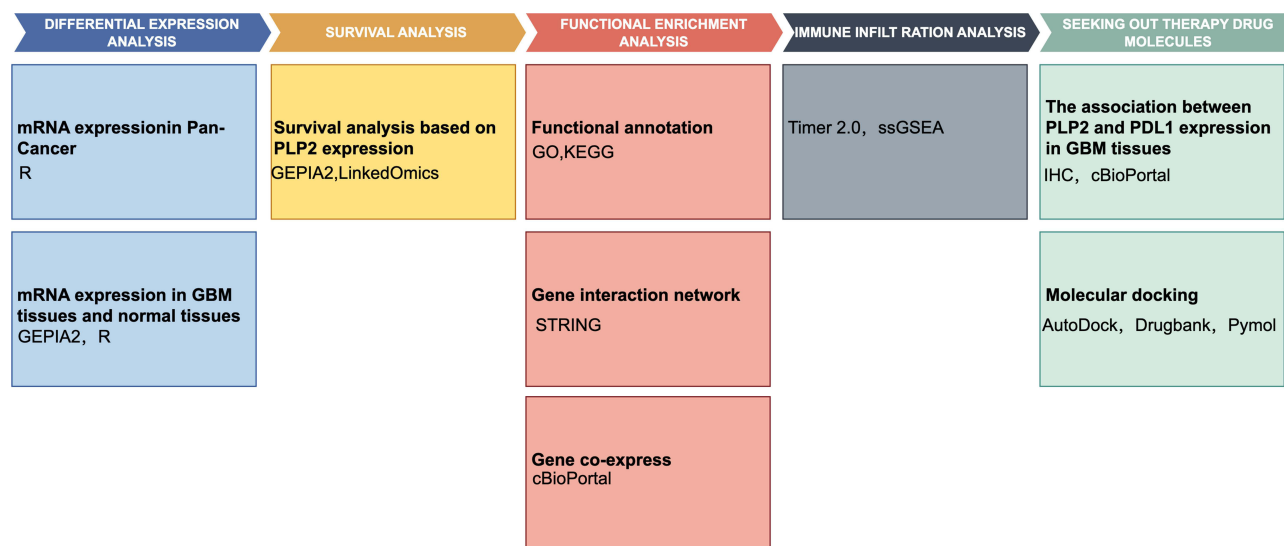 DIFFERENTIAL EXPRESSION
ANALYSIS
SURVIVAL ANALYSIS
FUNCTIONAL ENRICHMENT
ANALYSIS
IMMUNE INFILT RATION ANALYSIS
SEEKING OUT THERAPY DRUG
MOLECULES
mRNA expressionin Pan-
Cancer
R
Survival analysis based on
PLP2 expression
GEPIA2,LinkedOmics
Functional annotation
GO,KEGG
Timer 2.0，ssGSEA
The association between
PLP2 and PDL1 expression
in GBM tissues
IHC，cBioPortal
mRNA expression in GBM
tissues and normal tissues
GEPIA2，R
Gene interaction network
STRING
Molecular docking
AutoDock，Drugbank，Pymol
Gene co-express
cBioPortal